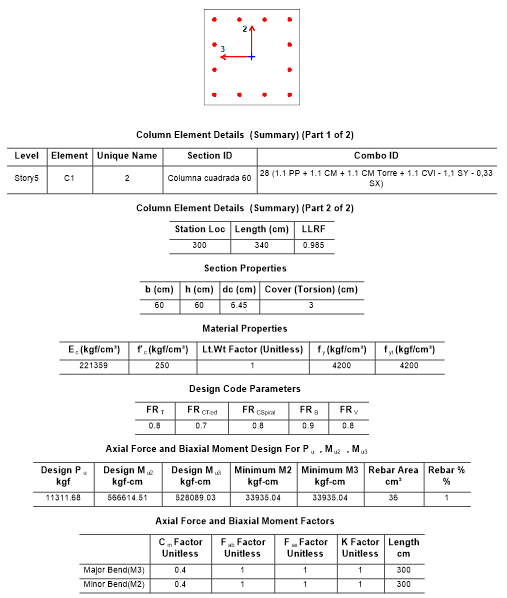 2
3
Column Element Details (Summary) (Part 1 of 2)
Level Element Unique Name Section ID Combo ID
Story5 C1 2 Columna cuadrada 60 28 (1.1 PP + 1.1 CM + 1.1 CM Torre + 1.1 CVI - 1,1 SY - 0,33 SX)
Column Element Details (Summary) (Part 2 of 2)
Station Loc Length (cm) LLRF
300 340 0.985
Section Properties
b (cm) h (cm) dc (cm) Cover (Torsion) (cm)
60 60 6.45 3
Material Properties
E c (kgf/cm²) f' c (kgf/cm²) Lt.Wt Factor (Unitless) f y (kgf/cm²) f yt (kgf/cm²)
221359 250 1 4200 4200
Design Code Parameters
FR T FR CTied FR CSpiral FR B FR V
0.8 0.7 0.8 0.9 0.8
Axial Force and Biaxial Moment Design For P u , M u2 , M u3
Design P u kgf Design M u2 kgf-cm Design M u3 kgf-cm Minimum M2 kgf-cm Minimum M3 kgf-cm Rebar Area cm² Rebar % %
11311.68 566614.51 528089.03 33935.04 33935.04 36 1
Axial Force and Biaxial Moment Factors
C m Factor Unitless F ab Factor Unitless F as Factor Unitless K Factor Unitless Length cm
Major Bend(M3) 0.4 1 1 1 300
Minor Bend(M2) 0.4 1 1 1 300